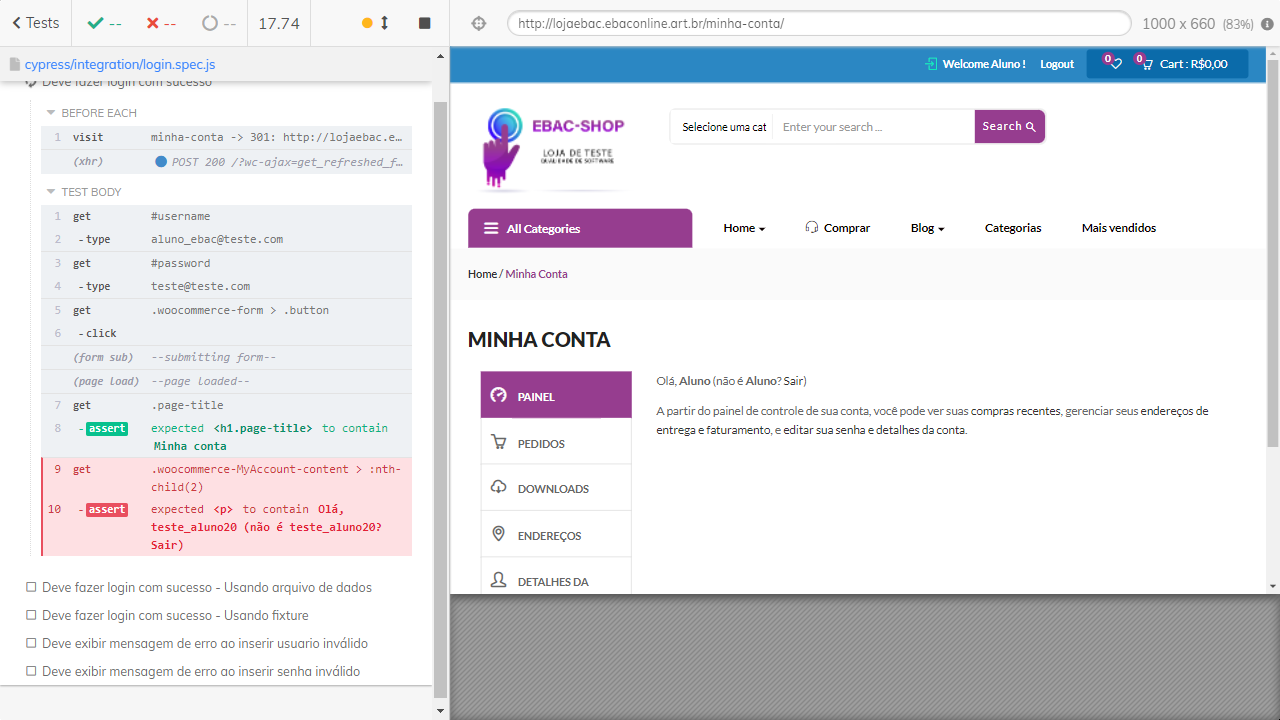 Tests
--
--
--
17.74
http://lojaebac.ebaconline.art.br/minha-conta/
1000 x 660 (83%)
cypress/integration/login.spec.js
Deve fazer login com sucesso
BEFORE EACH
1 visit minha-conta -> 301: http://lojaebac.e…
(xhr) POST 200 /?wc-ajax=get_refreshed_f…
TEST BODY
1 get #username
2 -type aluno_ebac@teste.com
3 get #password
4 -type teste@teste.com
5 get .woocommerce-form > .button
6 -click
(form sub) --submitting form--
(page load) --page loaded--
7 get .page-title
8 -assert expected <h1.page-title> to contain
Minha conta
9 get .woocommerce-MyAccount-content > :nth-
child(2)
10 -assert expected <p> to contain Olá,
teste_aluno20 (não é teste_aluno20?
Sair)
Deve fazer login com sucesso - Usando arquivo de dados
Deve fazer login com sucesso - Usando fixture
Deve exibir mensagem de erro ao inserir usuario inválido
Deve exibir mensagem de erro ao inserir senha inválido
Welcome Aluno !
Logout
0
0
Cart : R$0,00
EBAC-SHOP
LOJA DE TESTE
QUALIDADE DE SOFTWARE
Selecione uma cat
Enter your search ...
Search
All Categories
Home
Comprar
Blog
Categorias
Mais vendidos
Home / Minha Conta
MINHA CONTA
PAINEL
PEDIDOS
DOWNLOADS
ENDEREÇOS
DETALHES DA
Olá, Aluno (não é Aluno? Sair)
A partir do painel de controle de sua conta, você pode ver suas compras recentes, gerenciar seus endereços de
entrega e faturamento, e editar sua senha e detalhes da conta.